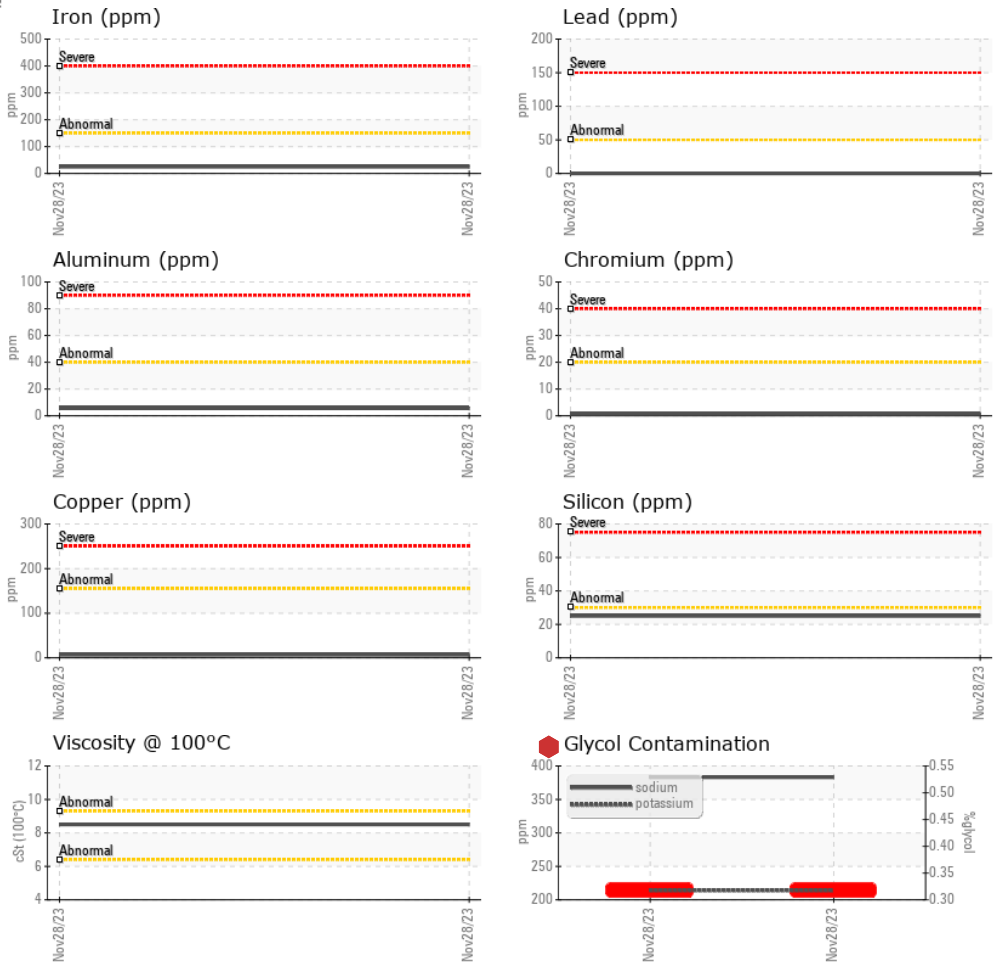 Iron (ppm)
500
400
300
200
100
0
ppm
Severe
Abnormal
Nov28/23
Nov28/23
Lead (ppm)
200
150
100
50
0
ppm
Severe
Abnormal
Nov28/23
Nov28/23
Aluminum (ppm)
100
80
60
40
20
0
ppm
Severe
Abnormal
Nov28/23
Nov28/23
Chromium (ppm)
50
40
30
20
10
0
ppm
Severe
Abnormal
Nov28/23
Nov28/23
Copper (ppm)
300
200
100
0
ppm
Severe
Abnormal
Nov28/23
Nov28/23
Silicon (ppm)
80
60
40
20
0
ppm
Severe
Abnormal
Nov28/23
Nov28/23
Viscosity @ 100°C
12
10
8
6
4
cSt (100°C)
Abnormal
Abnormal
Nov28/23
Nov28/23
Glycol Contamination
400
350
300
250
200
ppm
sodium
potassium
0.55
0.50
0.45
0.40
0.35
0.30
%glycol
Nov28/23
Nov28/23